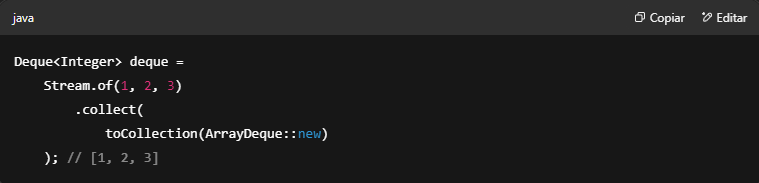 java Copiar Editar
Deque<Integer> deque =
    Stream.of(1, 2, 3)
        .collect(
            toCollection(ArrayDeque::new)
    ); // [1, 2, 3]